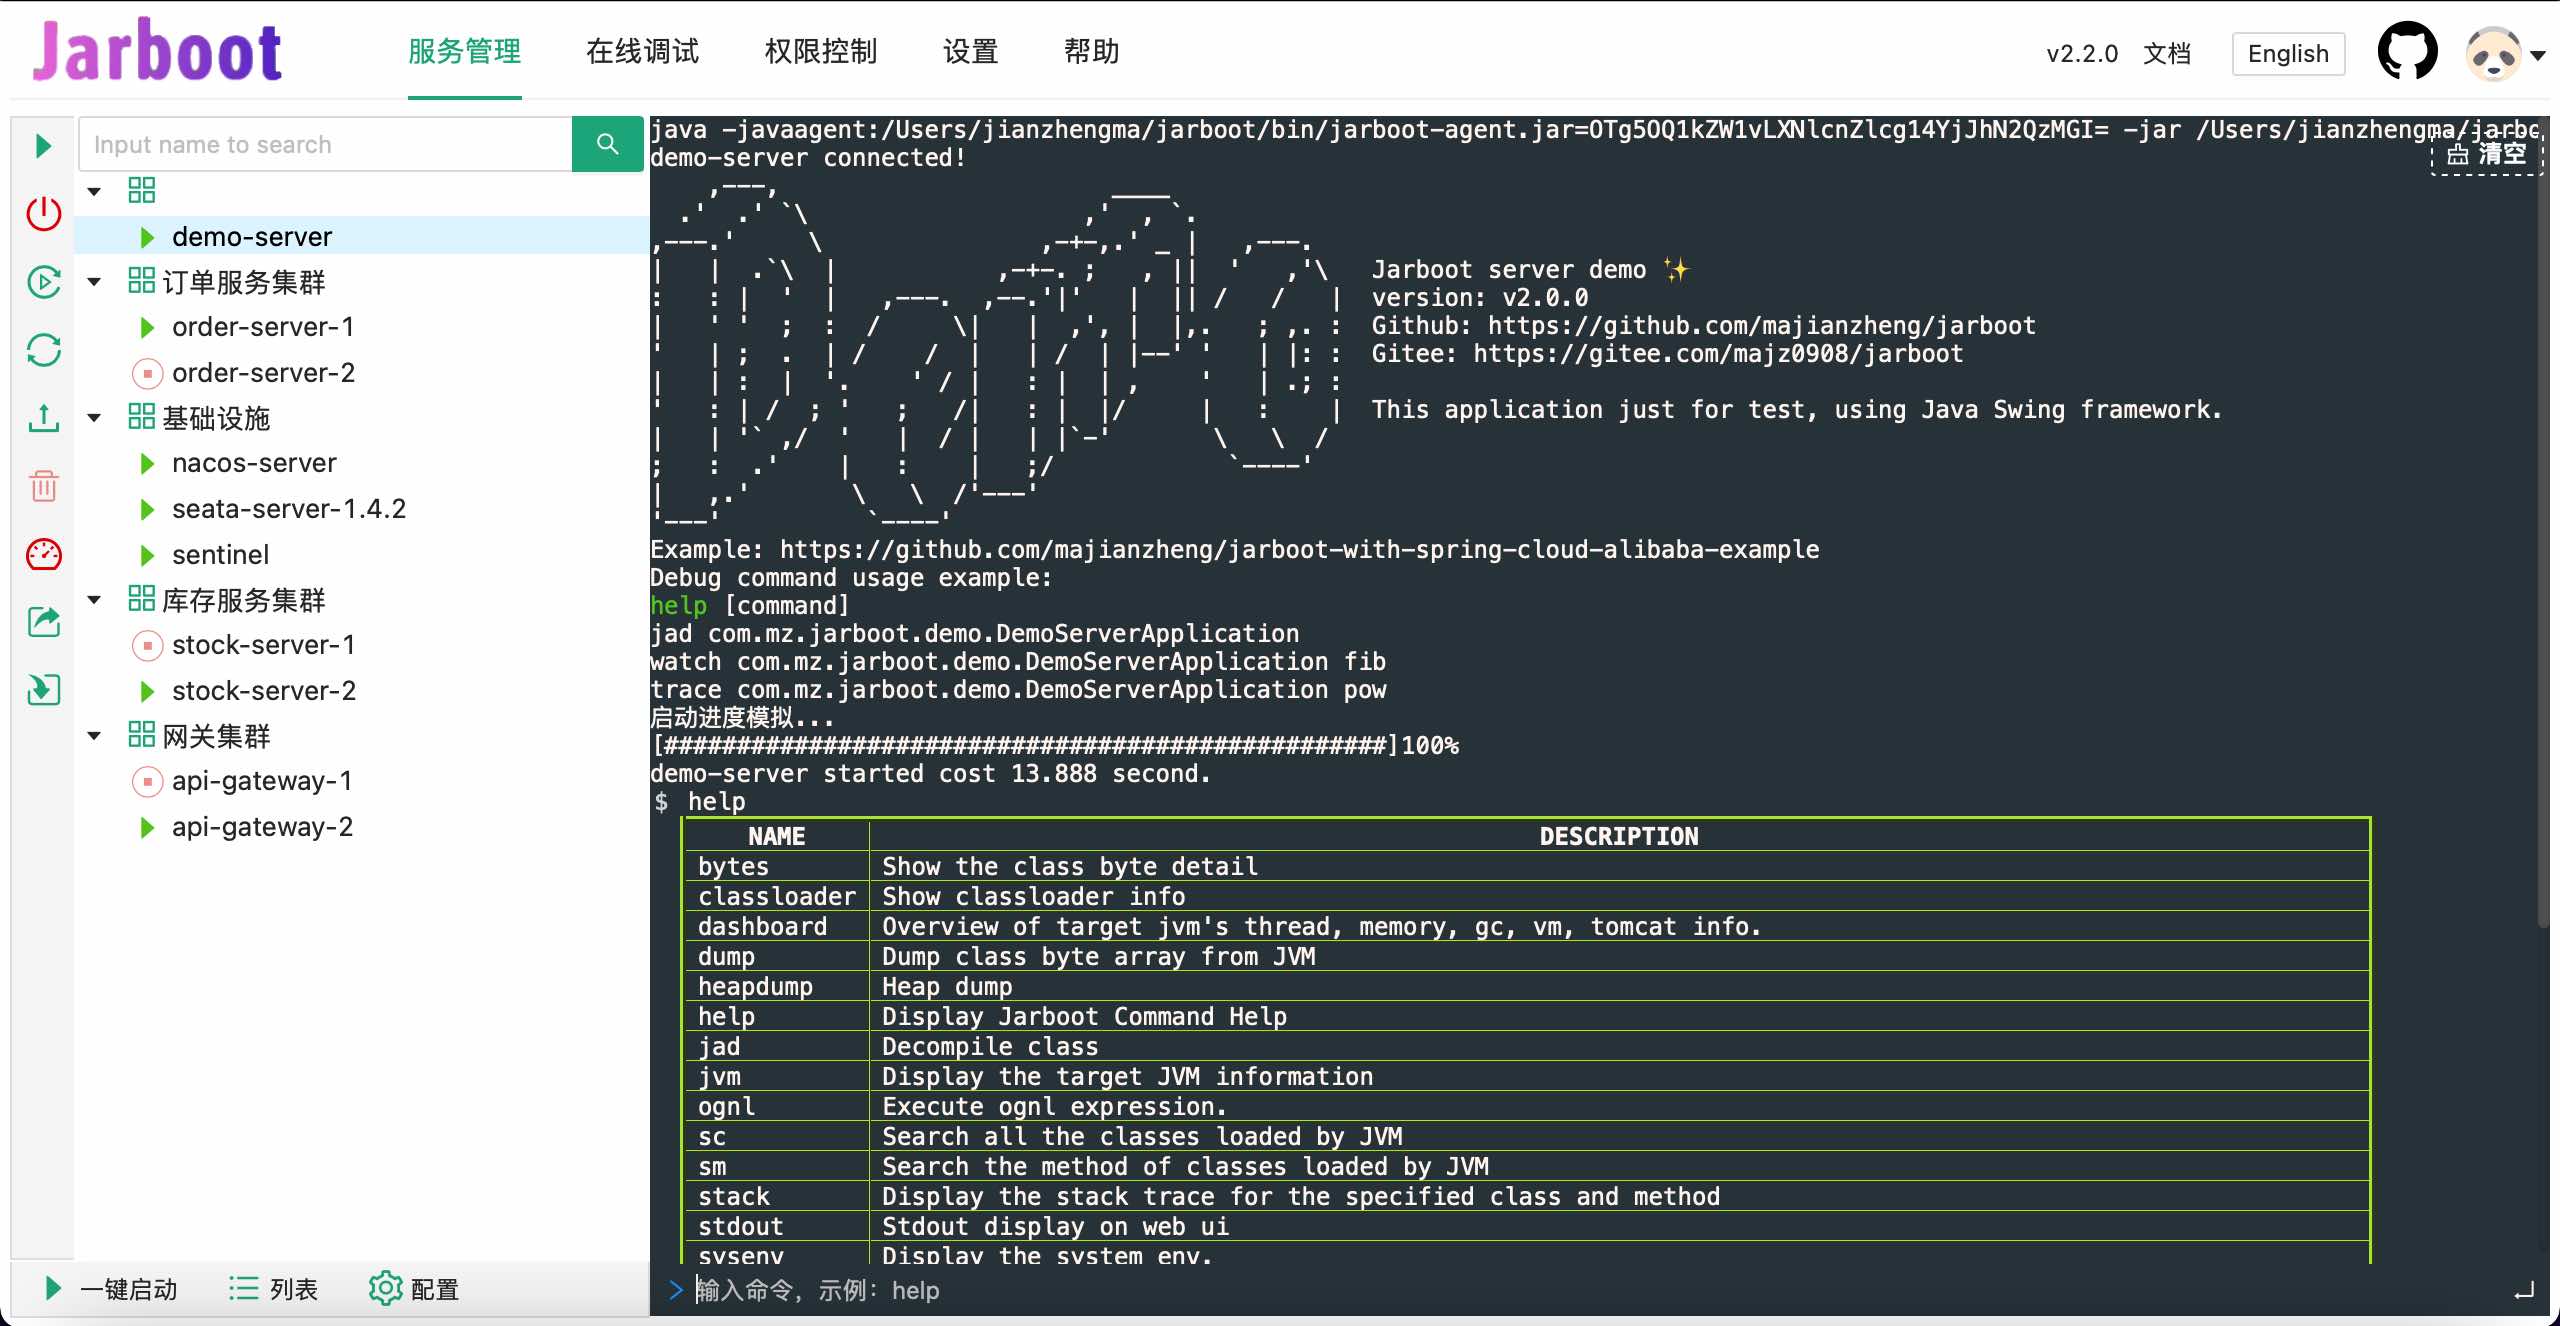 Jarboot
服务管理 在线调试 权限控制 设置 帮助
v2.2.0 文档 English
Input name to search
demo-server
订单服务集群
order-server-1
order-server-2
基础设施
nacos-server
seata-server-1.4.2
sentinel
库存服务集群
stock-server-1
stock-server-2
网关集群
api-gateway-1
api-gateway-2
一键启动 列表 配置
java -javaagent:/Users/jianzhengma/jarboot/bin/jarboot-agent.jar=OTg5OQ1kZW1vLXNlcnZlcg14YjJhN2QzMGI= -jar /Users/jianzhengma/jarbo
清空
demo-server connected!
Jarboot server demo ✨
version: v2.0.0
Github: https://github.com/majianzheng/jarboot
Gitee: https://gitee.com/majz0908/jarboot
This application just for test, using Java Swing framework.
Example: https://github.com/majianzheng/jarboot-with-spring-cloud-alibaba-example
Debug command usage example:
help [command]
jad com.mz.jarboot.demo.DemoServerApplication
watch com.mz.jarboot.demo.DemoServerApplication fib
trace com.mz.jarboot.demo.DemoServerApplication pow
启动进度模拟...
[##################################################]100%
demo-server started cost 13.888 second.
$ help
NAME DESCRIPTION
bytes Show the class byte detail
classloader Show classloader info
dashboard Overview of target jvm's thread, memory, gc, vm, tomcat info.
dump Dump class byte array from JVM
heapdump Heap dump
help Display Jarboot Command Help
jad Decompile class
jvm Display the target JVM information
ognl Execute ognl expression.
sc Search all the classes loaded by JVM
sm Search the method of classes loaded by JVM
stack Display the stack trace for the specified class and method
stdout Stdout display on web ui
sysenv Display the system env.
> 输入命令，示例：help